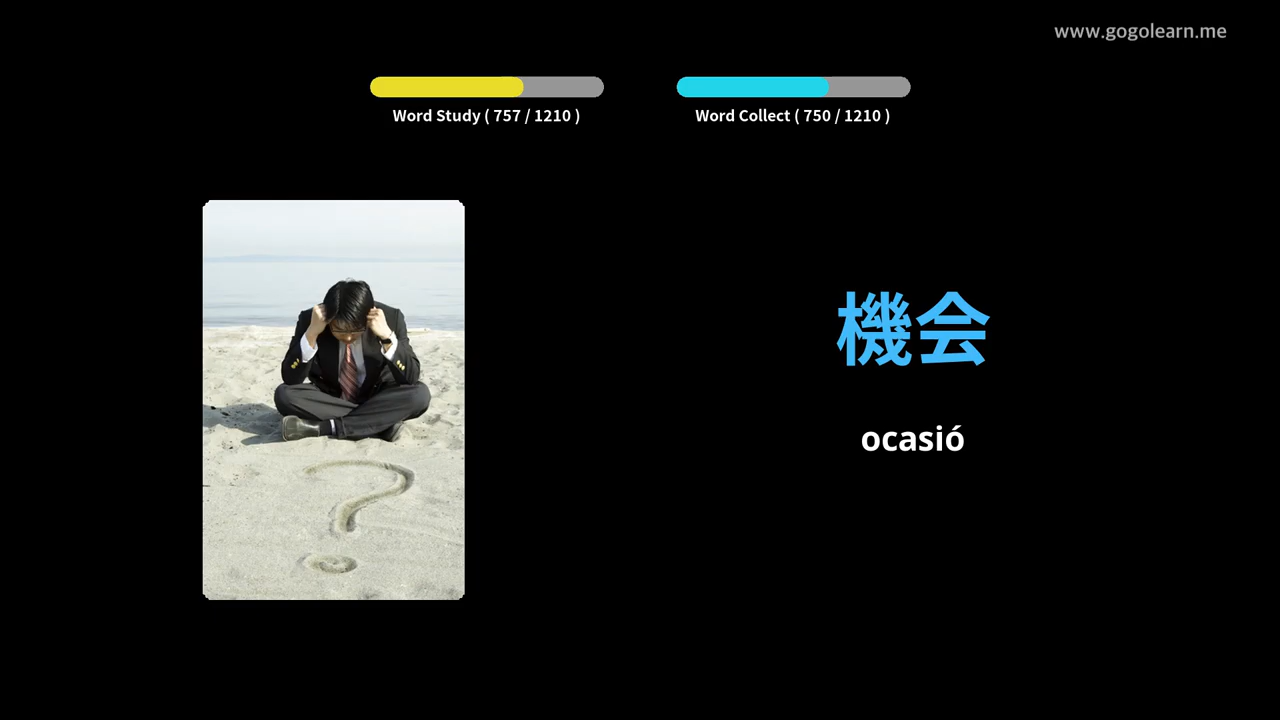 www.gogolearn.me
Word Study ( 757 / 1210 )
Word Collect ( 750 / 1210 )
機会
ocasió
?